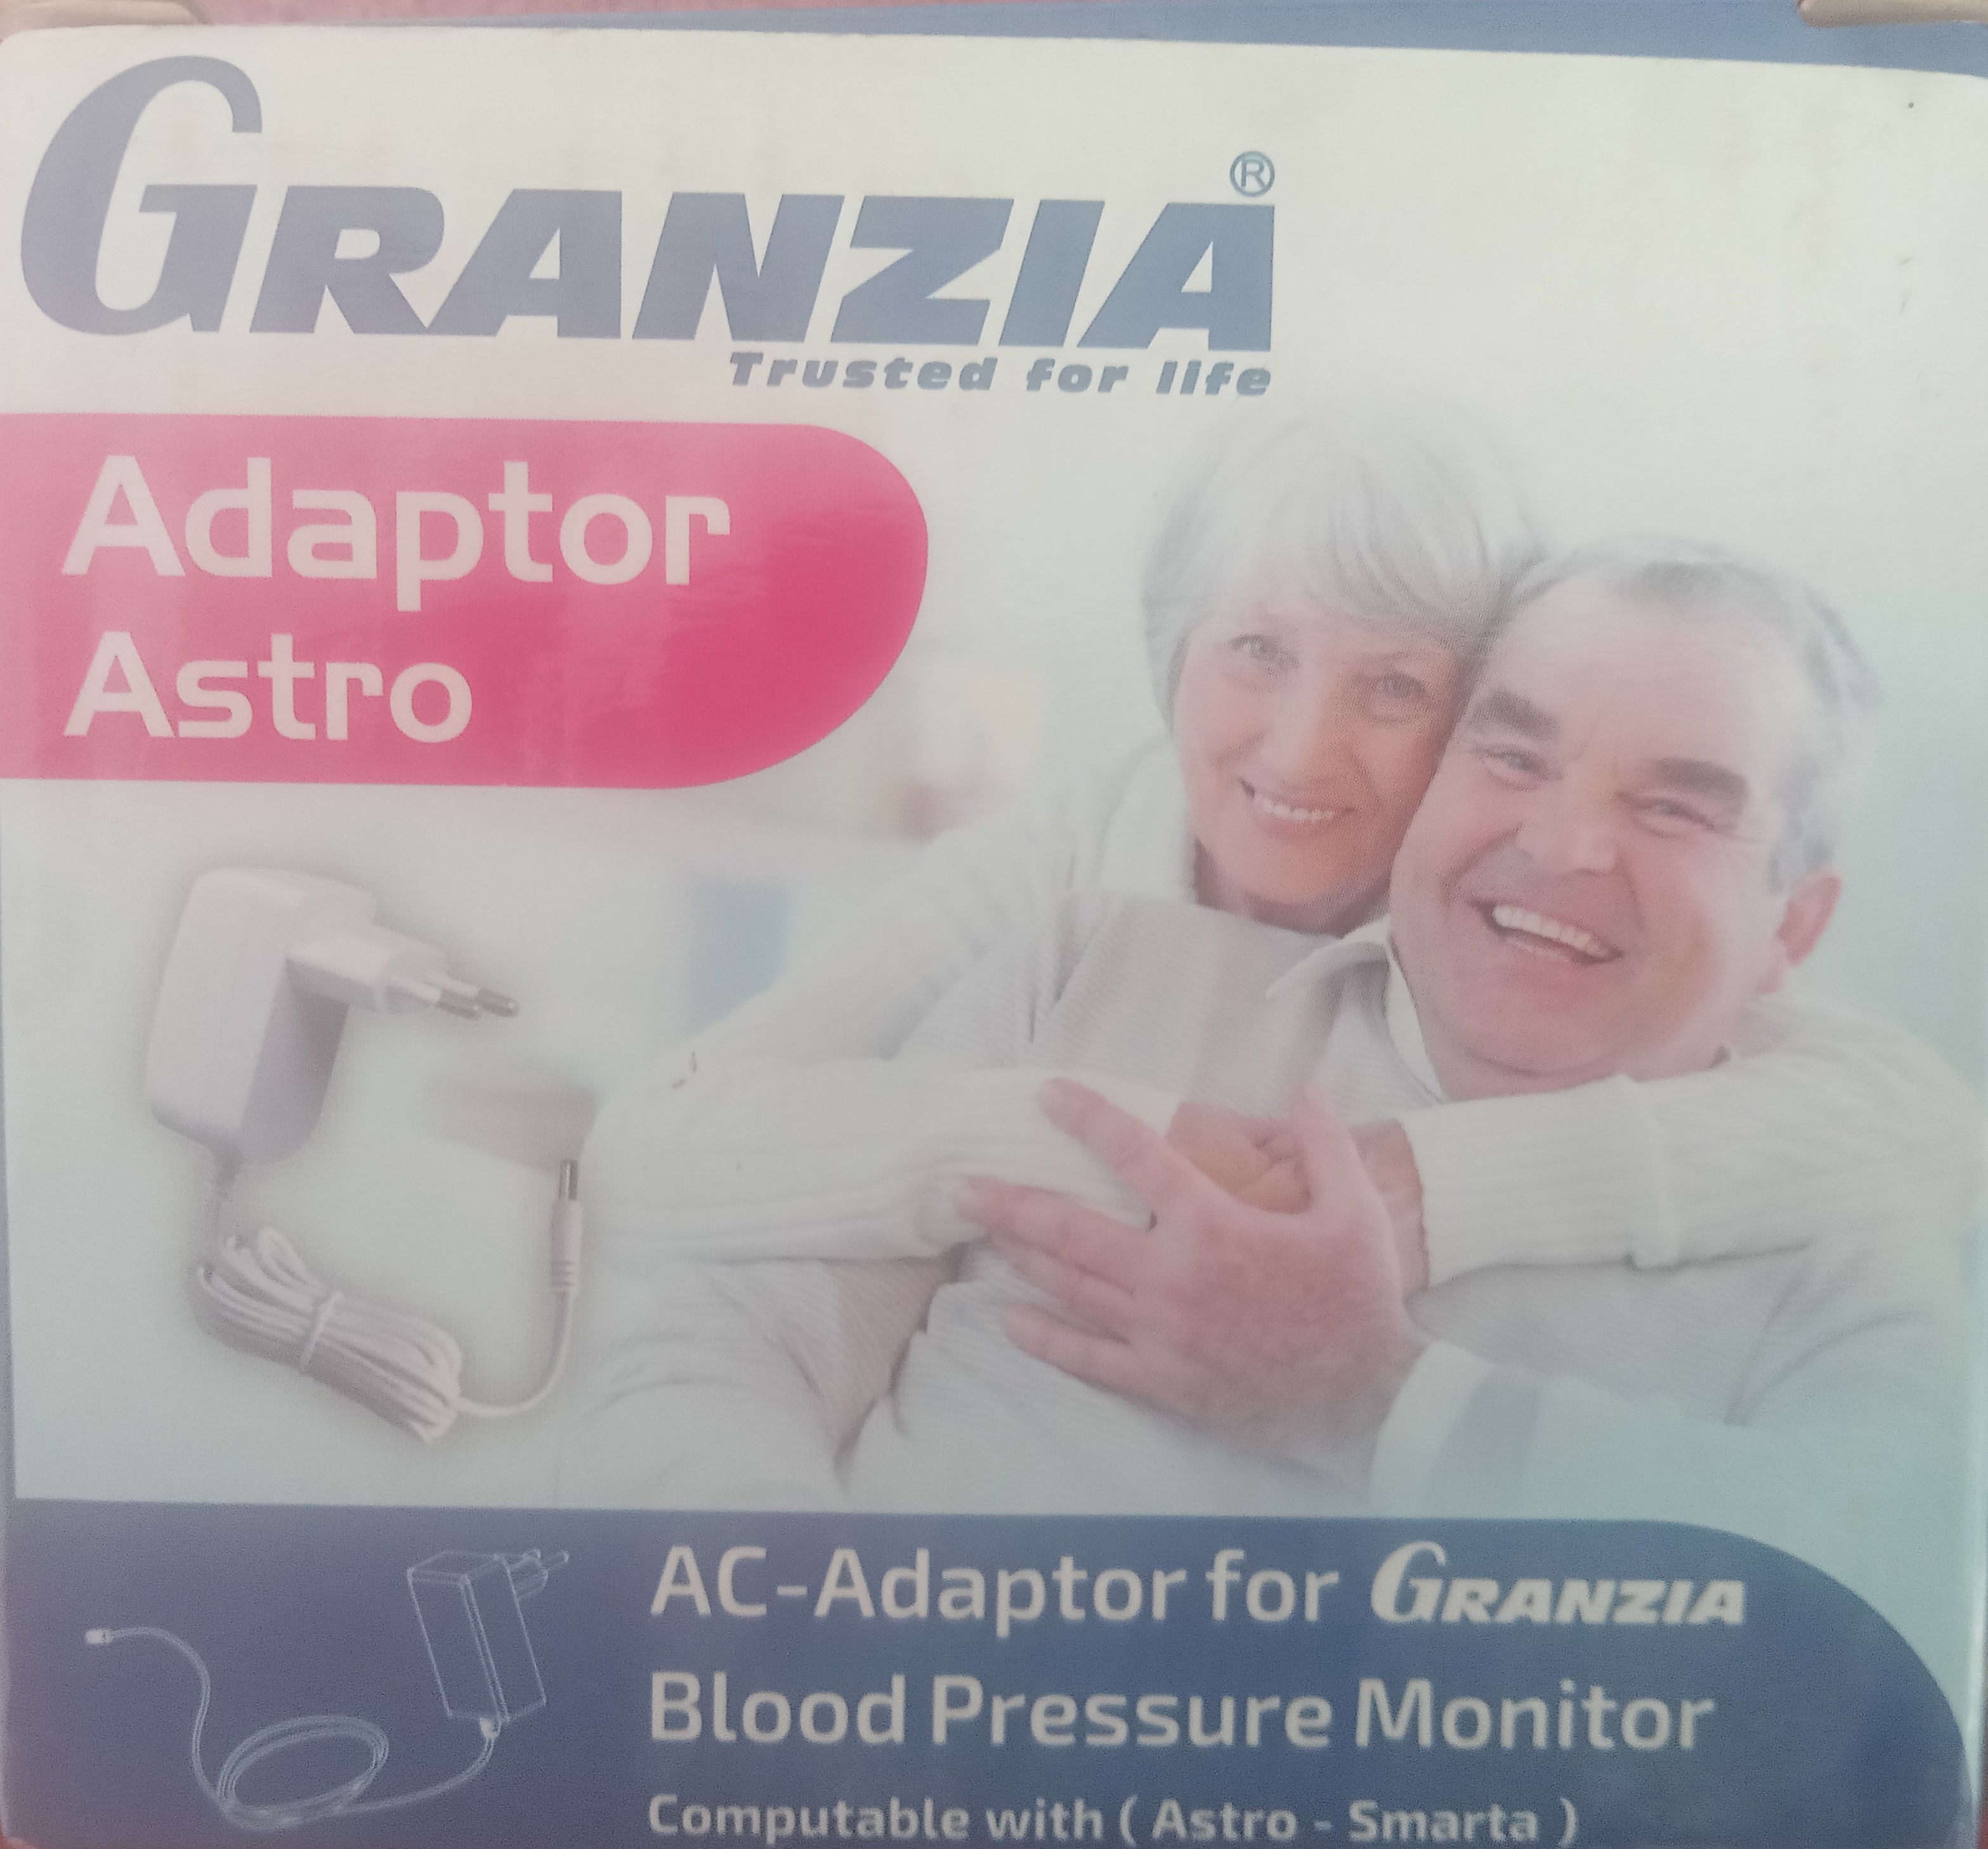 GRANZIA®
Trusted for life
Adaptor
Astro
AC-Adaptor for GRANZIA
Blood Pressure Monitor
Computable with ( Astro - Smarta )